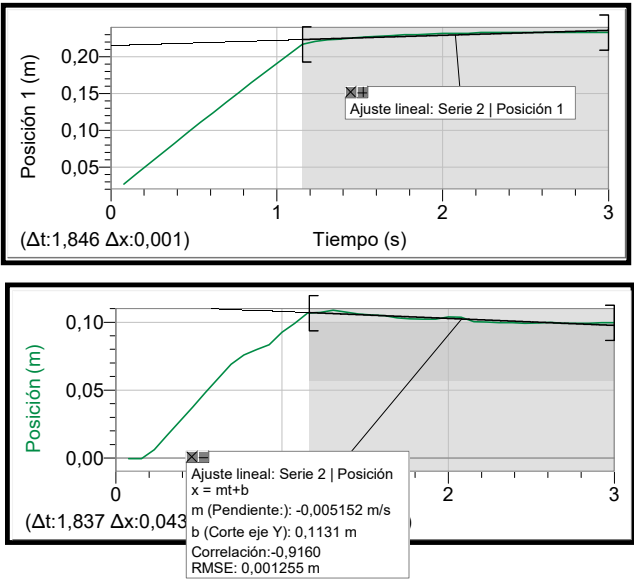 Posición 1 (m)
0,20
0,15
0,10
0,05
Ajuste lineal: Serie 2 | Posición 1
0
1
2
3
(Δt:1,846 Δx:0,001)
Tiempo (s)
Posición (m)
0,10
0,05
0,00
0
2
3
(Δt:1,837 Δx:0,043
Ajuste lineal: Serie 2 | Posición
x = mt+b
m (Pendiente:): -0,005152 m/s
b (Corte eje Y): 0,1131 m
Correlación:-0,9160
RMSE: 0,001255 m